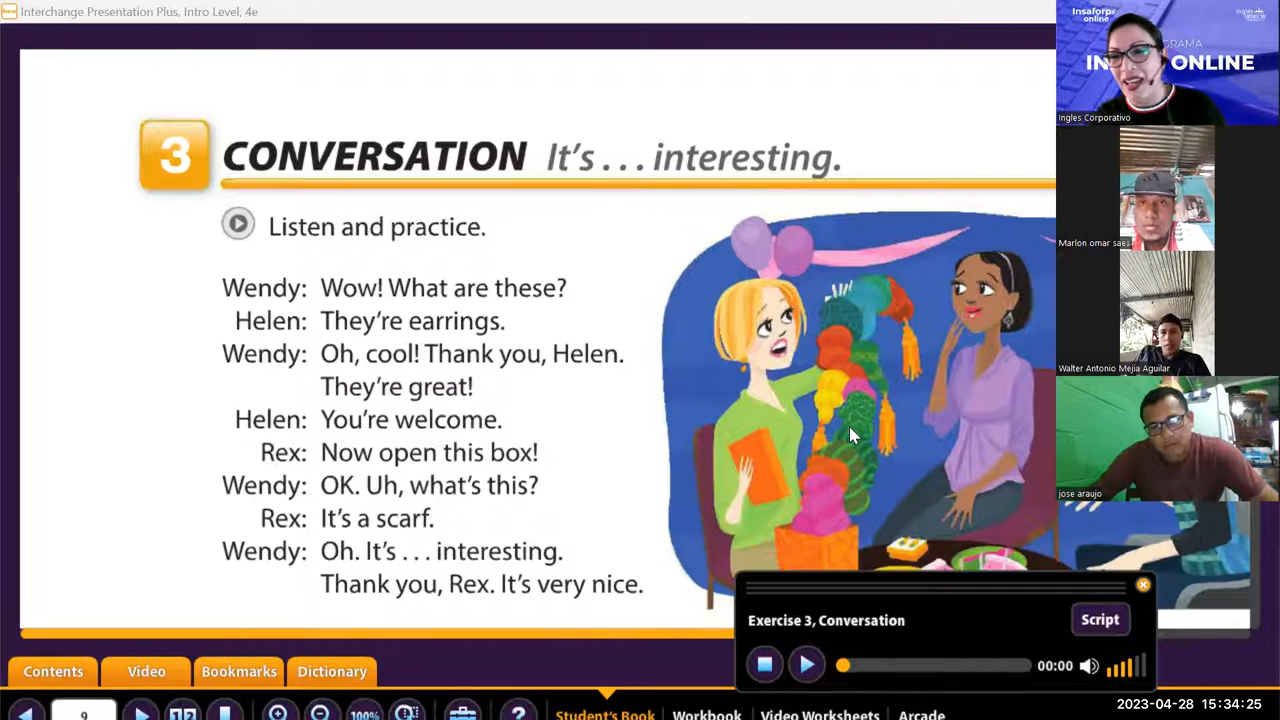 Interchange Presentation Plus, Intro Level, 4e
3 CONVERSATION It's . . . interesting.
Listen and practice.
Wendy: Wow! What are these?
Helen: They're earrings.
Wendy: Oh, cool! Thank you, Helen.
They're great!
Helen: You're welcome.
Rex: Now open this box!
Wendy: OK. Uh, what's this?
Rex: It's a scarf.
Wendy: Oh. It's . . . interesting.
Thank you, Rex. It's very nice.
Insaforp
online
ONLINE
Ingles Corporativo
Marlon omar saes
Walter Antonio Mejia Aguilar
jose araujo
Exercise 3, Conversation
Script
00:00
Contents Video Bookmarks Dictionary
9
100%
?
Student's Book Workbook Video Worksheets Arcade
2023-04-28 15:34:25